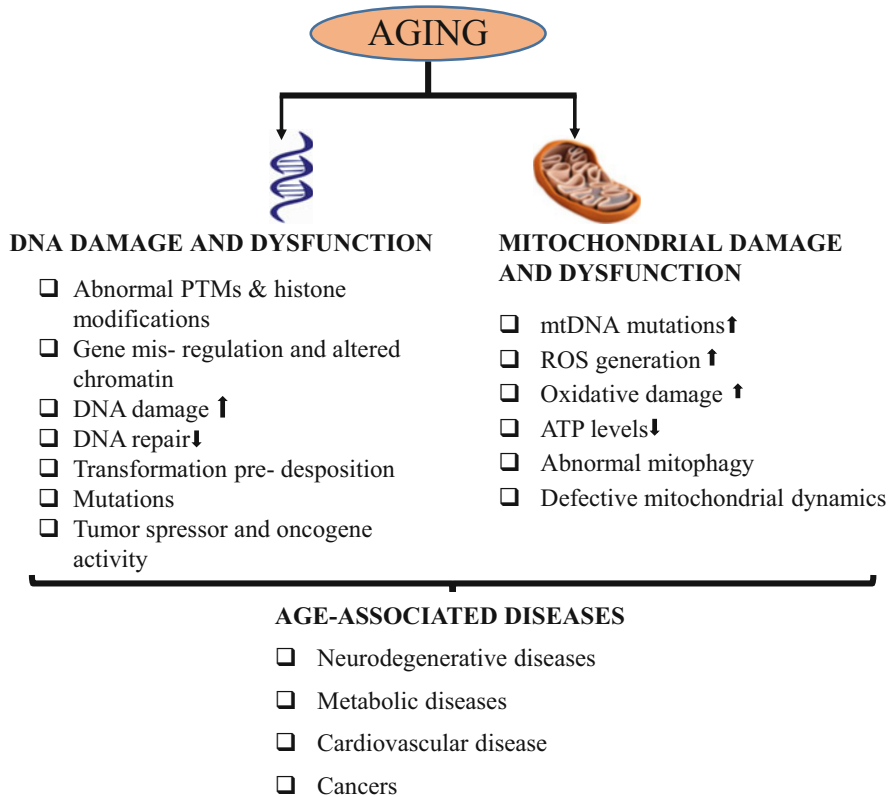 AGING
DNA DAMAGE AND DYSFUNCTION
❑ Abnormal PTMs & histone
modifications
❑ Gene mis- regulation and altered
chromatin
❑ DNA damage ⬆
❑ DNA repair⬇
❑ Transformation pre- desposition
❑ Mutations
❑ Tumor spressor and oncogene
activity
MITOCHONDRIAL DAMAGE
AND DYSFUNCTION
❑ mtDNA mutations⬆
❑ ROS generation ⬆
❑ Oxidative damage ⬆
❑ ATP levels⬇
❑ Abnormal mitophagy
❑ Defective mitochondrial dynamics
AGE-ASSOCIATED DISEASES
❑ Neurodegenerative diseases
❑ Metabolic diseases
❑ Cardiovascular disease
❑ Cancers